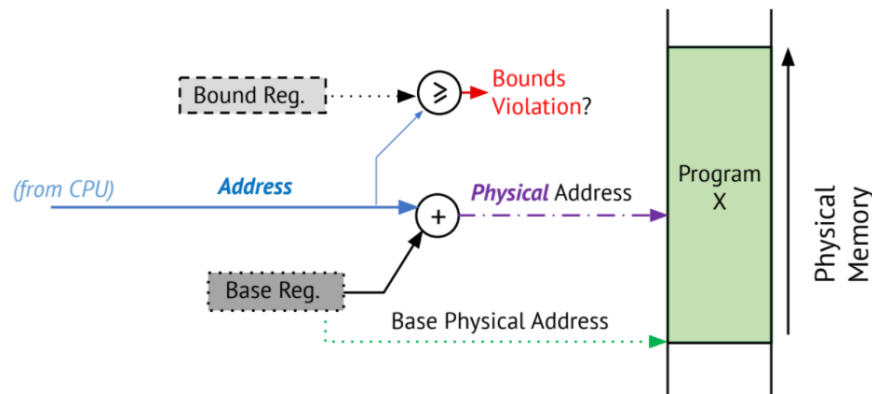 Bound Reg.
≥
Bounds
Violation?
(from CPU)
Address
+
Physical Address
Program
X
Base Reg.
Base Physical Address
Physical
Memory